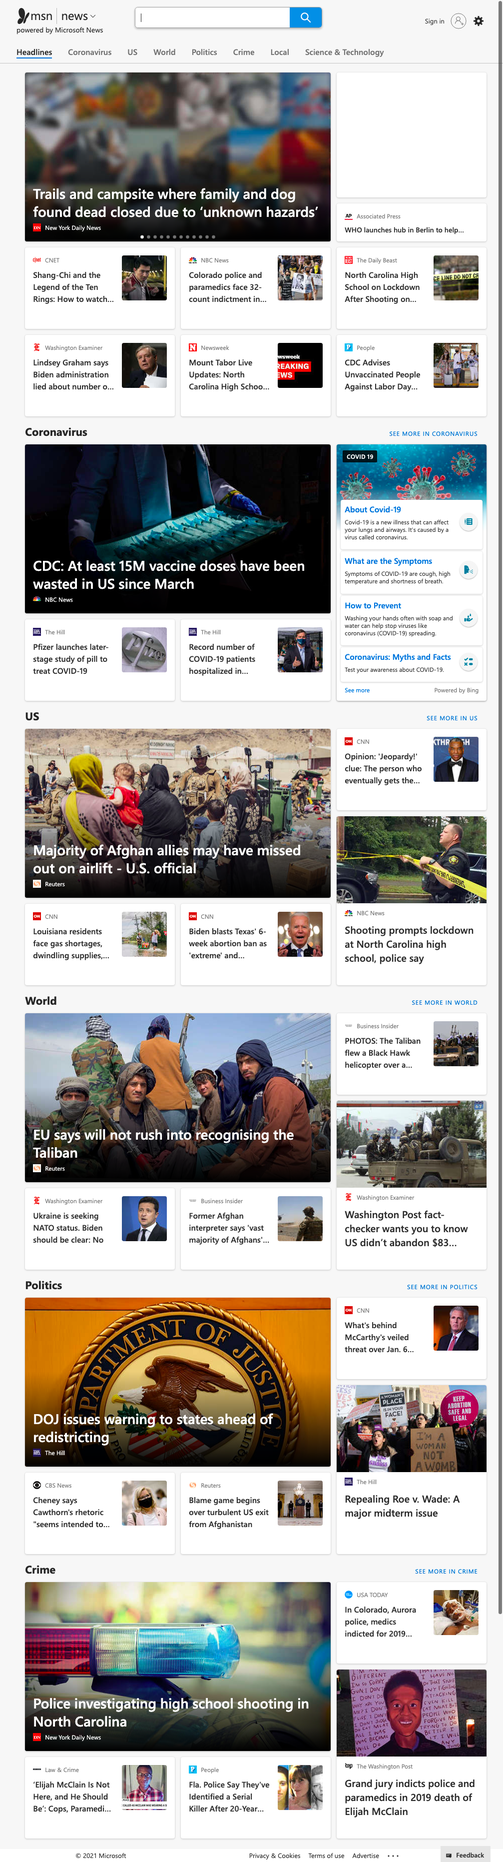 msn news
powered by Microsoft News
Sign in
Headlines Coronavirus US World Politics Crime Local Science & Technology
Trails and campsite where family and dog
found dead closed due to ‘unknown hazards’
New York Daily News
AP Associated Press
WHO launches hub in Berlin to help...
CNET
Shang-Chi and the
Legend of the Ten
Rings: How to watch...
NBC News
Colorado police and
paramedics face 32-
count indictment in...
The Daily Beast
North Carolina High
School on Lockdown
After Shooting on...
Washington Examiner
Lindsey Graham says
Biden administration
lied about number o...
Newsweek
Mount Tabor Live
Updates: North
Carolina High Schoo...
People
CDC Advises
Unvaccinated People
Against Labor Day...
Coronavirus
SEE MORE IN CORONAVIRUS
CDC: At least 15M vaccine doses have been
wasted in US since March
NBC News
COVID 19
About Covid-19
Covid-19 is a new illness that can affect
your lungs and airways. It's caused by a
virus called coronavirus.
What are the Symptoms
Symptoms of COVID-19 are cough, high
temperature and shortness of breath.
How to Prevent
Washing your hands often with soap and
water can help stop viruses like
coronavirus (COVID-19) spreading.
Coronavirus: Myths and Facts
Test your awareness about COVID-19.
See more
Powered by Bing
The Hill
Pfizer launches later-
stage study of pill to
treat COVID-19
The Hill
Record number of
COVID-19 patients
hospitalized in...
US
SEE MORE IN US
Majority of Afghan allies may have missed
out on airlift - U.S. official
Reuters
CNN
Opinion: 'Jeopardy!'
clue: The person who
eventually gets the...
NBC News
Shooting prompts lockdown
at North Carolina high
school, police say
CNN
Louisiana residents
face gas shortages,
dwindling supplies,...
CNN
Biden blasts Texas' 6-
week abortion ban as
'extreme' and...
World
SEE MORE IN WORLD
EU says will not rush into recognising the
Taliban
Reuters
Business Insider
PHOTOS: The Taliban
flew a Black Hawk
helicopter over a...
Washington Examiner
Washington Post fact-
checker wants you to know
US didn’t abandon $83...
Washington Examiner
Ukraine is seeking
NATO status. Biden
should be clear: No
Business Insider
Former Afghan
interpreter says 'vast
majority of Afghans'...
Politics
SEE MORE IN POLITICS
DEPARTMENT OF JUSTICE
DOJ issues warning to states ahead of
redistricting
The Hill
CNN
What's behind
McCarthy's veiled
threat over Jan. 6...
A WOMAN'S
PLACE IS
IN YOUR
FACE!
KEEP
ABORTION
SAFE AND
LEGAL
I'M A
WOMAN
NOT
A WOMB
The Hill
Repealing Roe v. Wade: A
major midterm issue
CBS News
Cheney says
Cawthorn's rhetoric
"seems intended to...
Reuters
Blame game begins
over turbulent US exit
from Afghanistan
Crime
SEE MORE IN CRIME
Police investigating high school shooting in
North Carolina
New York Daily News
USA TODAY
In Colorado, Aurora
police, medics
indicted for 2019...
wp The Washington Post
Grand jury indicts police and
paramedics in 2019 death of
Elijah McClain
Law & Crime
'Elijah McClain Is Not
Here, and He Should
Be': Cops, Paramedi...
People
Fla. Police Say They've
Identified a Serial
Killer After 20-Year...
© 2021 Microsoft
Privacy & Cookies Terms of use Advertise ...
Feedback